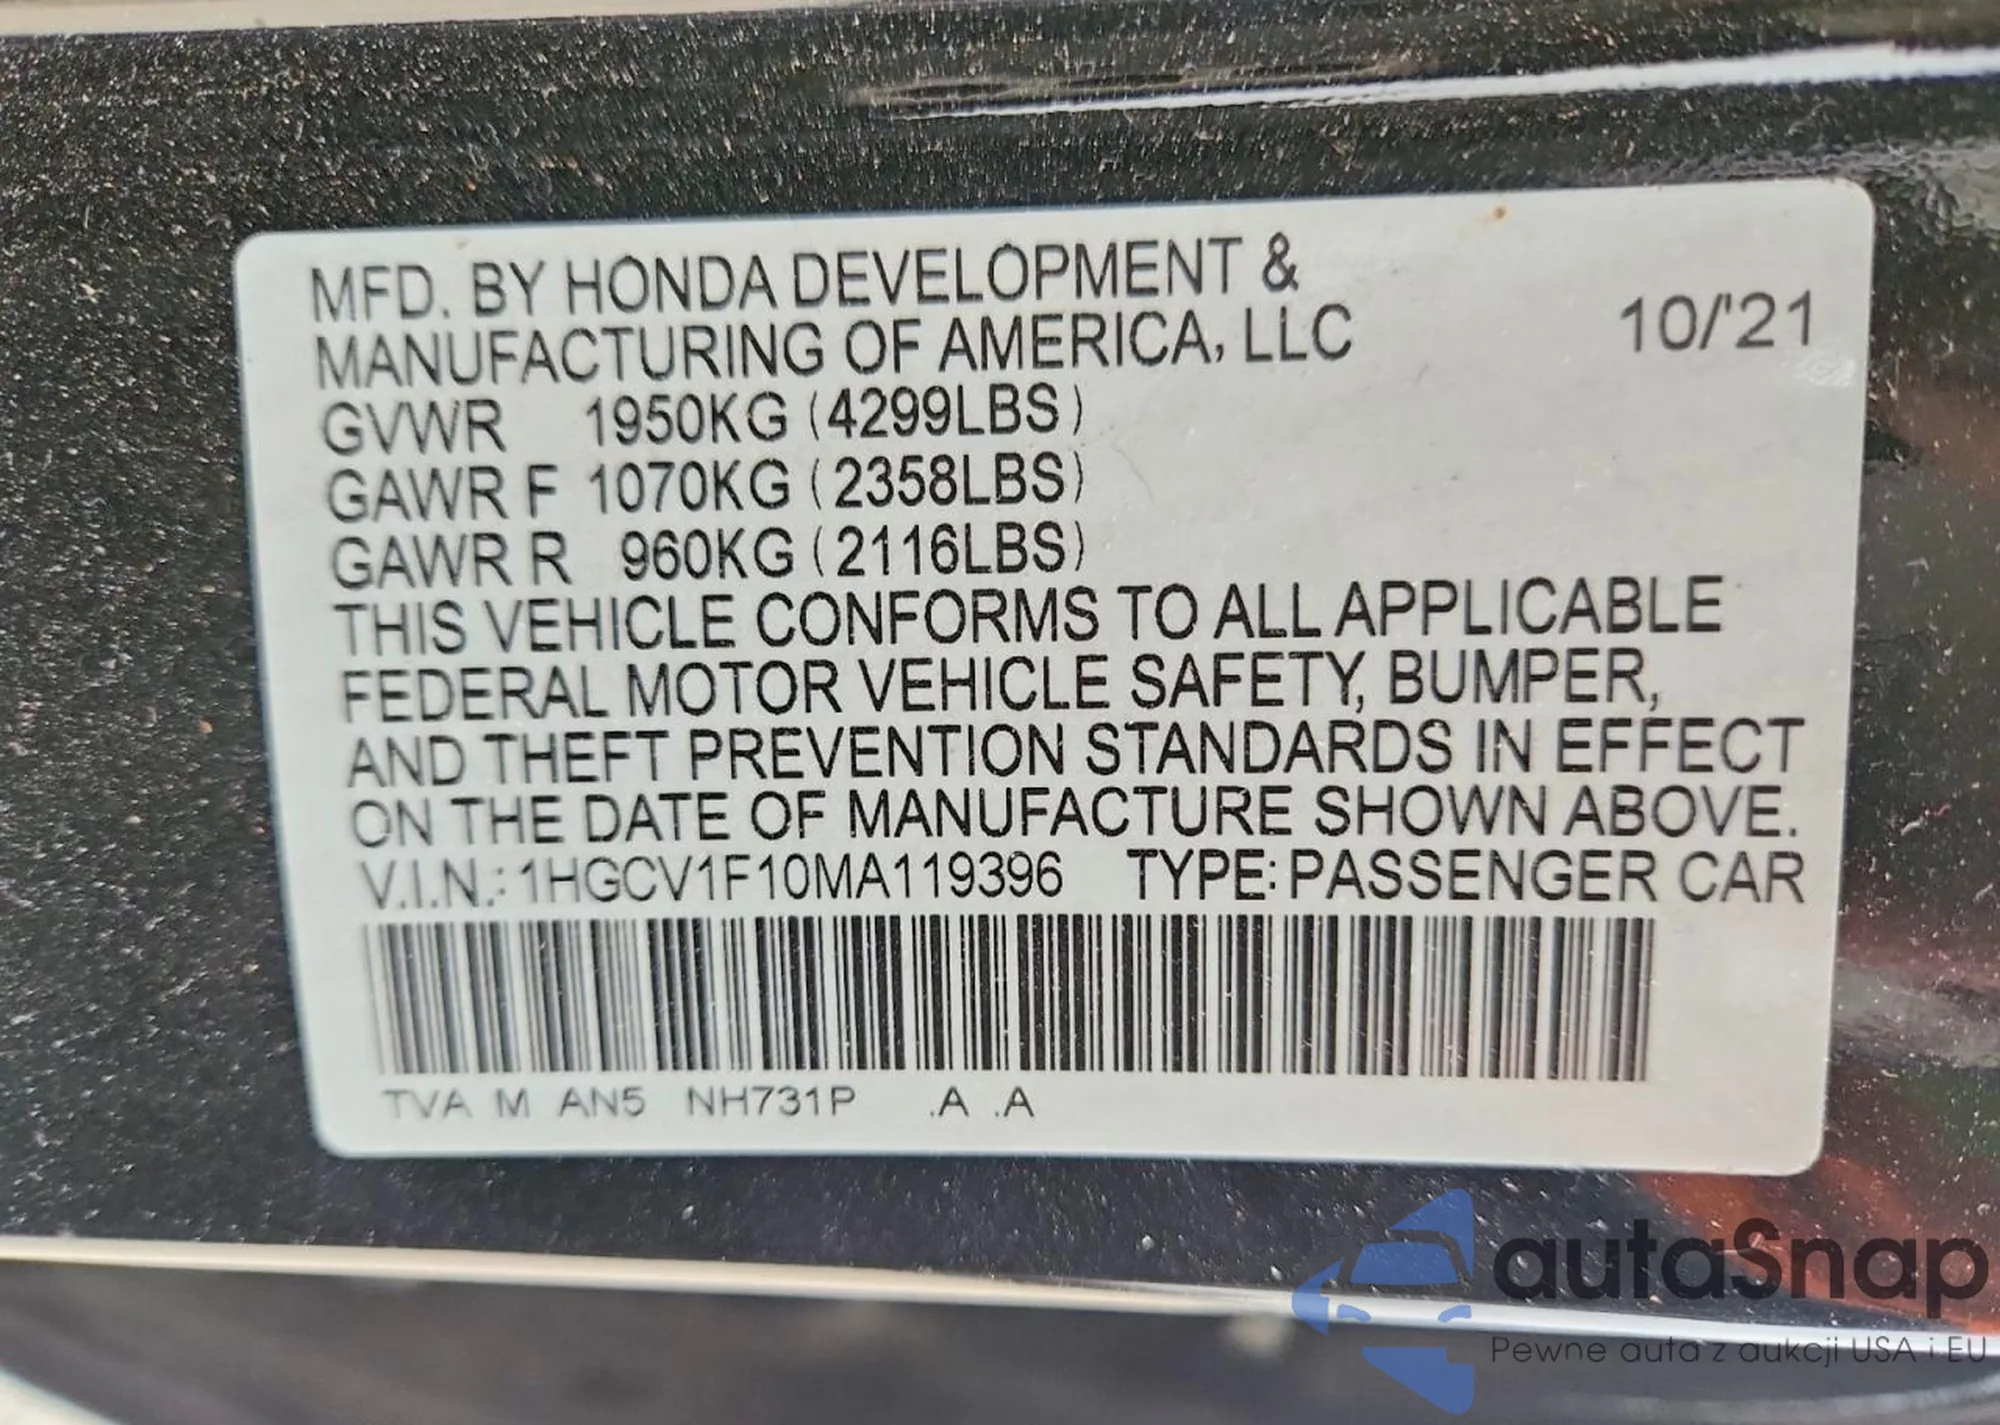 MFD. BY HONDA DEVELOPMENT &
MANUFACTURING OF AMERICA, LLC 10/'21
GVWR 1950KG (4299LBS)
GAWR F 1070KG (2358LBS)
GAWR R 960KG (2116LBS)
THIS VEHICLE CONFORMS TO ALL APPLICABLE
FEDERAL MOTOR VEHICLE SAFETY, BUMPER,
AND THEFT PREVENTION STANDARDS IN EFFECT
ON THE DATE OF MANUFACTURE SHOWN ABOVE.
V.I.N.: 1HGCV1F10MA119396 TYPE: PASSENGER CAR
TVA M AN5 NH731P .A .A
autaSnap
Pewne auta z aukcji USA i EU